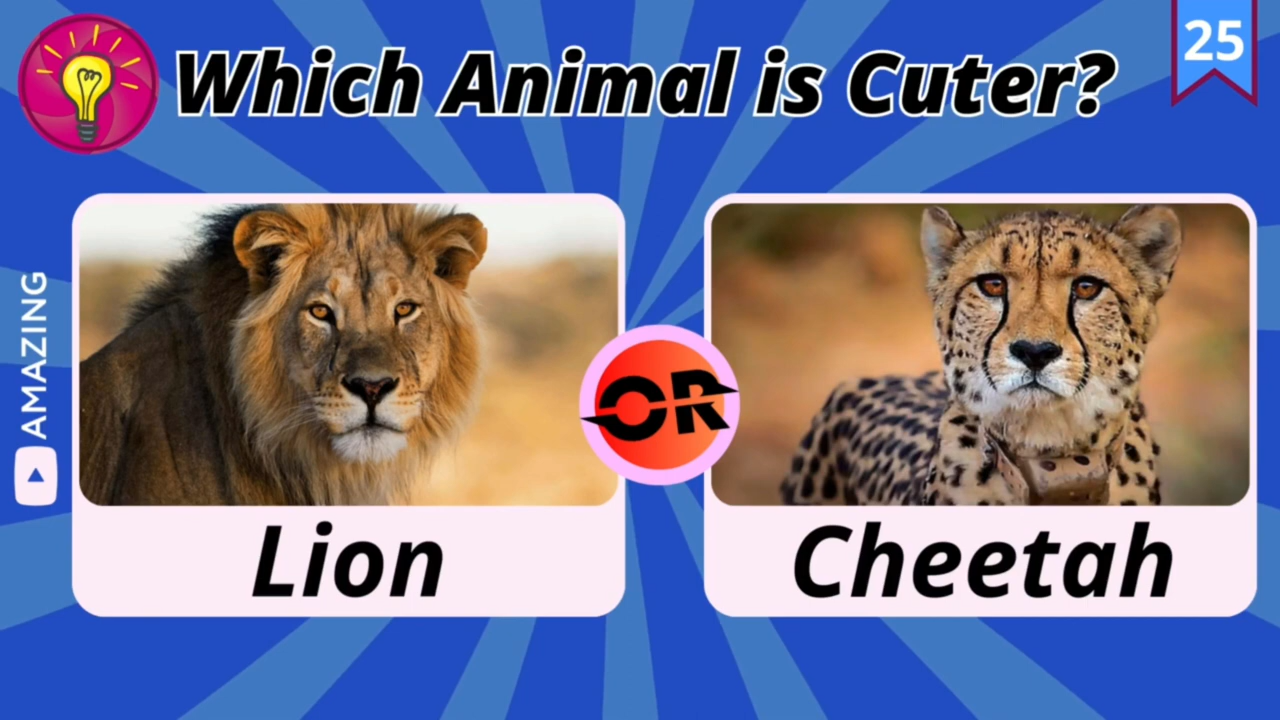 Which Animal is Cuter?
25
AMAZING
OR
Lion
Cheetah